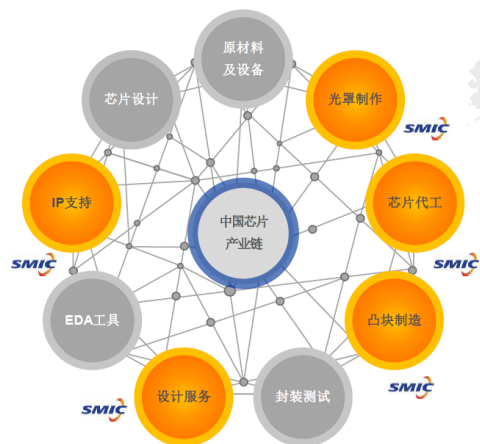 原材料
及设备
芯片设计
光罩制作
SMIC
IP支持
SMIC
中国芯片
产业链
芯片代工
SMIC
EDA工具
凸块制造
SMIC
设计服务
SMIC
封装测试